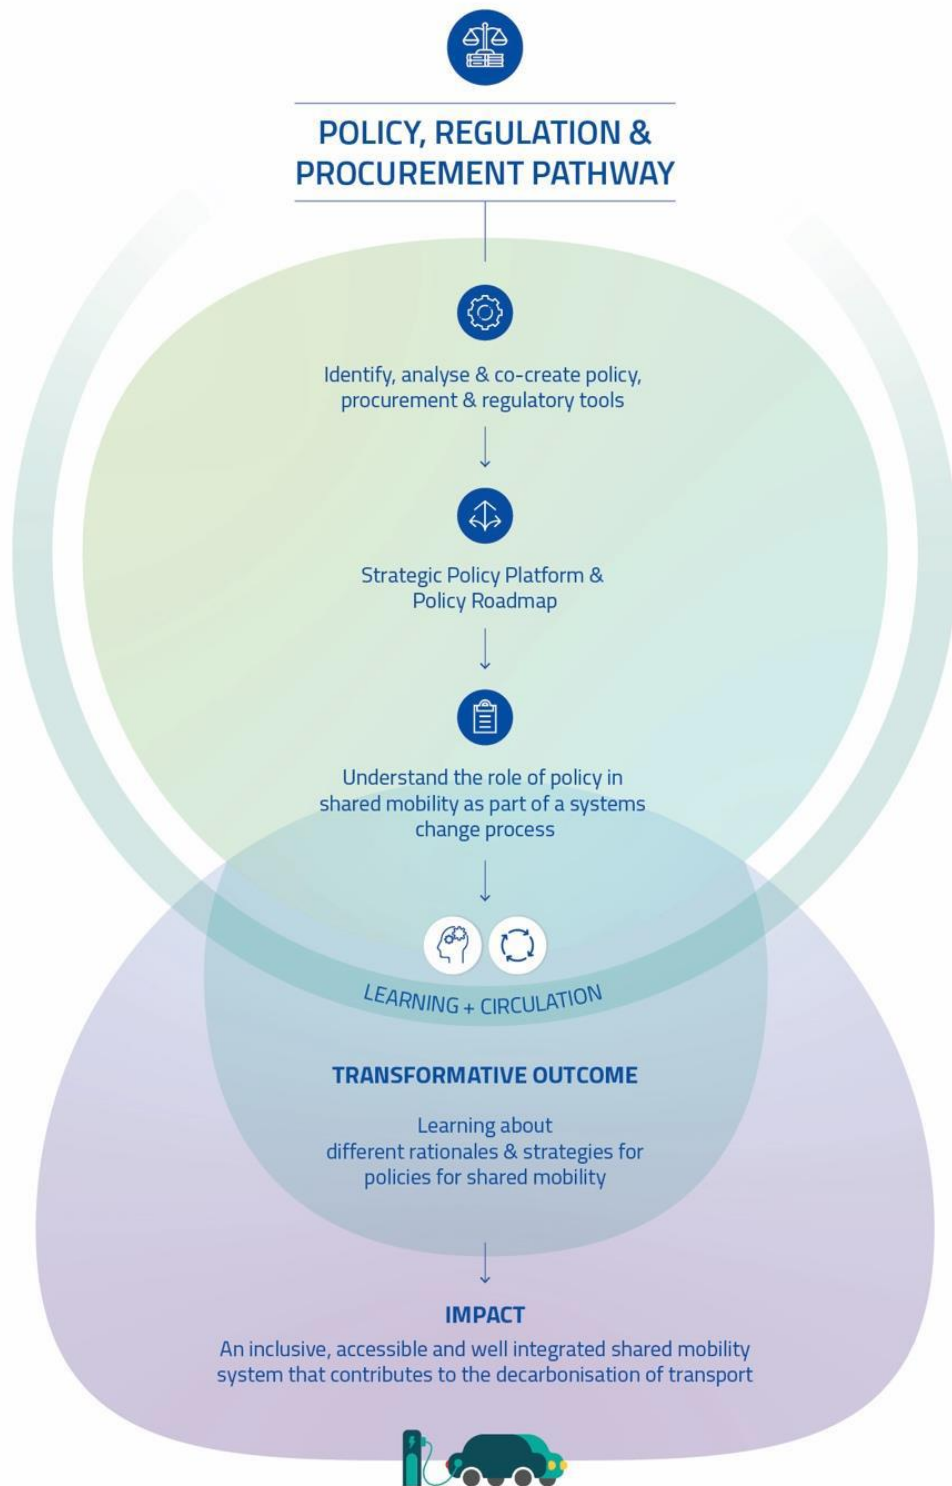 POLICY, REGULATION &
PROCUREMENT PATHWAY
Identify, analyse & co-create policy,
procurement & regulatory tools
Strategic Policy Platform &
Policy Roadmap
Understand the role of policy in
shared mobility as part of a systems
change process
LEARNING + CIRCULATION
TRANSFORMATIVE OUTCOME
Learning about
different rationales & strategies for
policies for shared mobility
IMPACT
An inclusive, accessible and well integrated shared mobility
system that contributes to the decarbonisation of transport